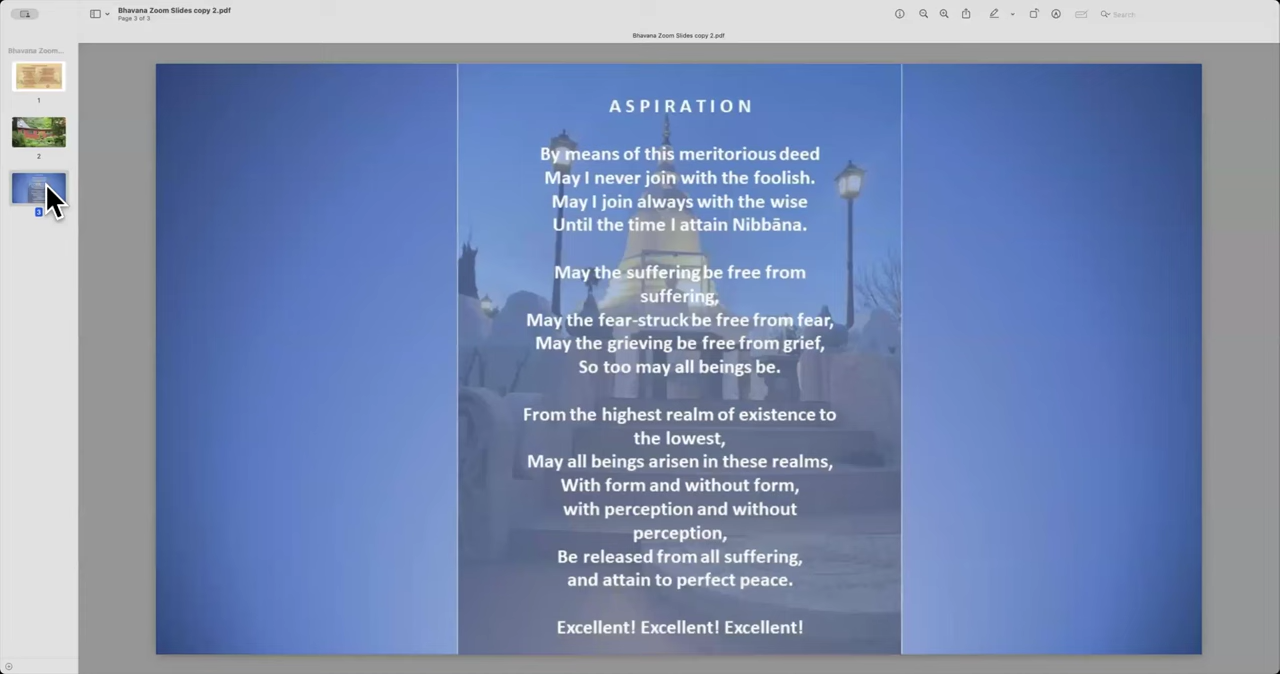 Bhavana Zoom Slides copy 2.pdf
Page 3 of 3
Search
Bhavana Zoom Slides copy 2.pdf
Bhavana Zoom...
1
2
3
ASPIRATION
By means of this meritorious deed
May I never join with the foolish.
May I join always with the wise
Until the time I attain Nibbāna.
May the suffering be free from
suffering,
May the fear-struck be free from fear,
May the grieving be free from grief,
So too may all beings be.
From the highest realm of existence to
the lowest,
May all beings arisen in these realms,
With form and without form,
with perception and without
perception,
Be released from all suffering,
and attain to perfect peace.
Excellent! Excellent! Excellent!